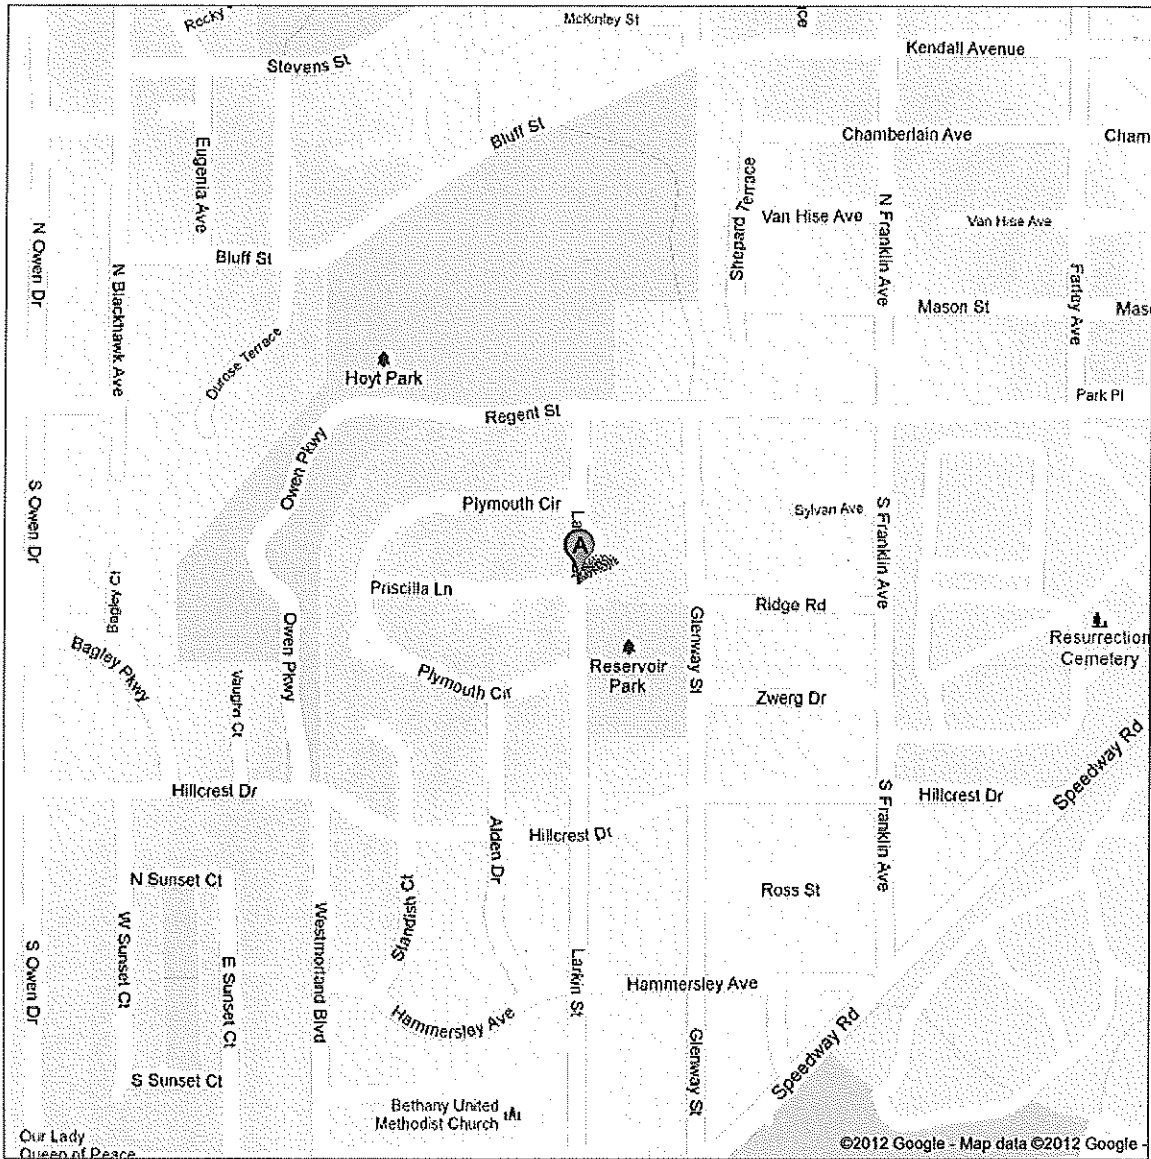 Rocky
McKinley St
Stevens St
Kendall Avenue
Bluff St
Chamberlain Ave
Cham
Eugenia Ave
Shepard Terrace
Van Hise Ave
N Franklin Ave
Van Hise Ave
N Owen Dr
Bluff St
N Blackhawk Ave
Farley Ave
Mason St
Durose Terrace
Hoyt Park
Park Pl
Regent St
Owen Pkwy
S Owen Dr
Plymouth Cir
Sylvan Ave
S Franklin Ave
A
Bagley Ct
Priscilla Ln
Ridge Rd
Resurrection
Cemetery
Owen Pkwy
Glenway St
Bagley Pkwy
Reservoir
Park
Vaughn Ct
Plymouth Cir
Zwerg Dr
Speedway Rd
Hillcrest Dr
Hillcrest Dr
S Franklin Ave
Alden Dr
Hillcrest Dr
N Sunset Ct
Ross St
Standish Ct
W Sunset Ct
Westmorland Blvd
S Owen Dr
E Sunset Ct
Larkin St
Hammersley Ave
Hammersley Ave
Speedway Rd
Glenway St
S Sunset Ct
Bethany United
Methodist Church
Our Lady
Queen of Peace
©2012 Google - Map data ©2012 Google -